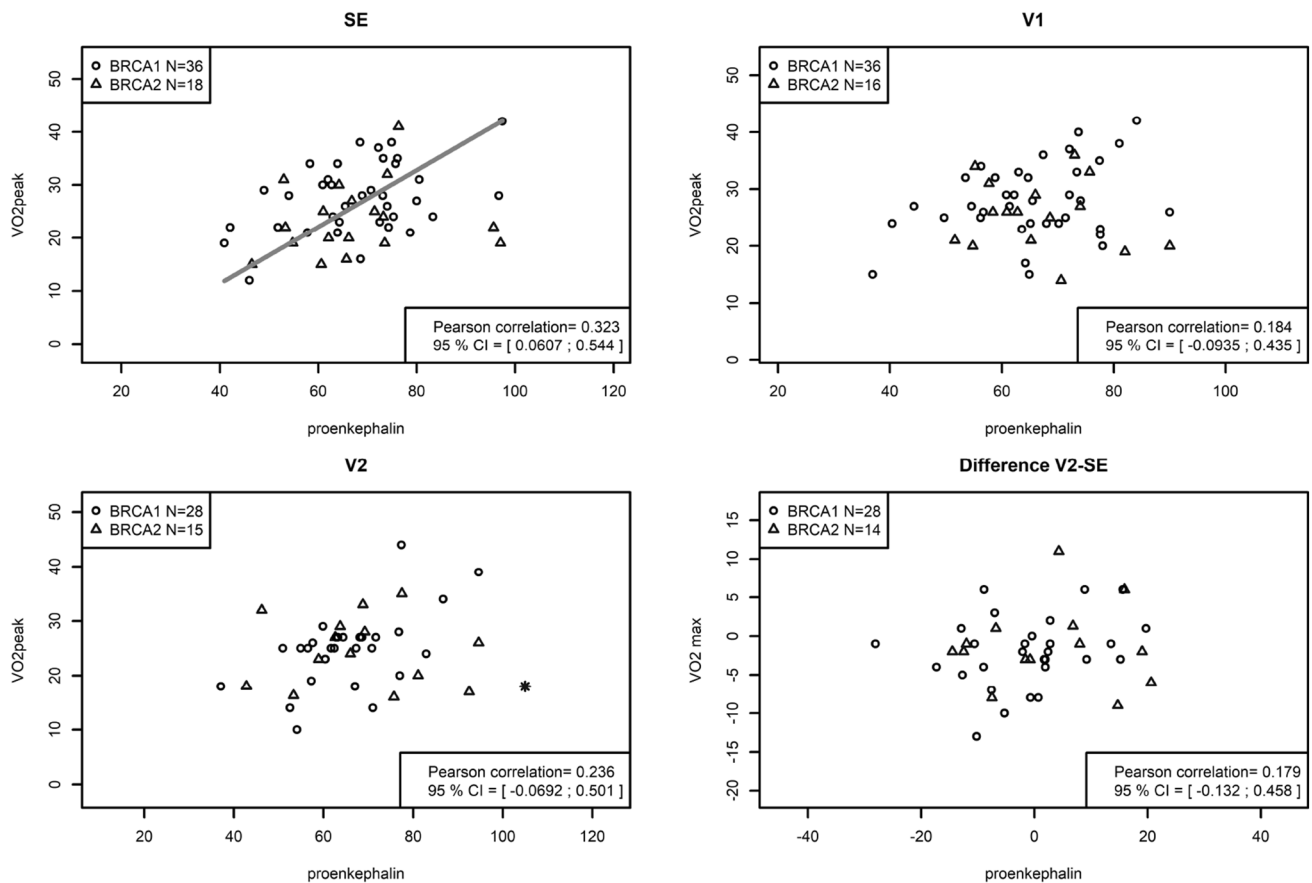 SE
BRCA1 N=36
BRCA2 N=18
50
40
30
20
10
0
VO2peak
Pearson correlation= 0.323
95 % CI = [ 0.0607 ; 0.544 ]
20 40 60 80 100 120
proenkephalin
V1
BRCA1 N=36
BRCA2 N=16
50
40
30
20
10
0
VO2peak
Pearson correlation= 0.184
95 % CI = [ -0.0935 ; 0.435 ]
20 40 60 80 100
proenkephalin
V2
BRCA1 N=28
BRCA2 N=15
50
40
30
20
10
0
VO2peak
*
Pearson correlation= 0.236
95 % CI = [ -0.0692 ; 0.501 ]
20 40 60 80 100 120
proenkephalin
Difference V2-SE
BRCA1 N=28
BRCA2 N=14
15
10
5
0
-5
-10
-15
-20
VO2 max
Pearson correlation= 0.179
95 % CI = [ -0.132 ; 0.458 ]
-40 -20 0 20 40
proenkephalin